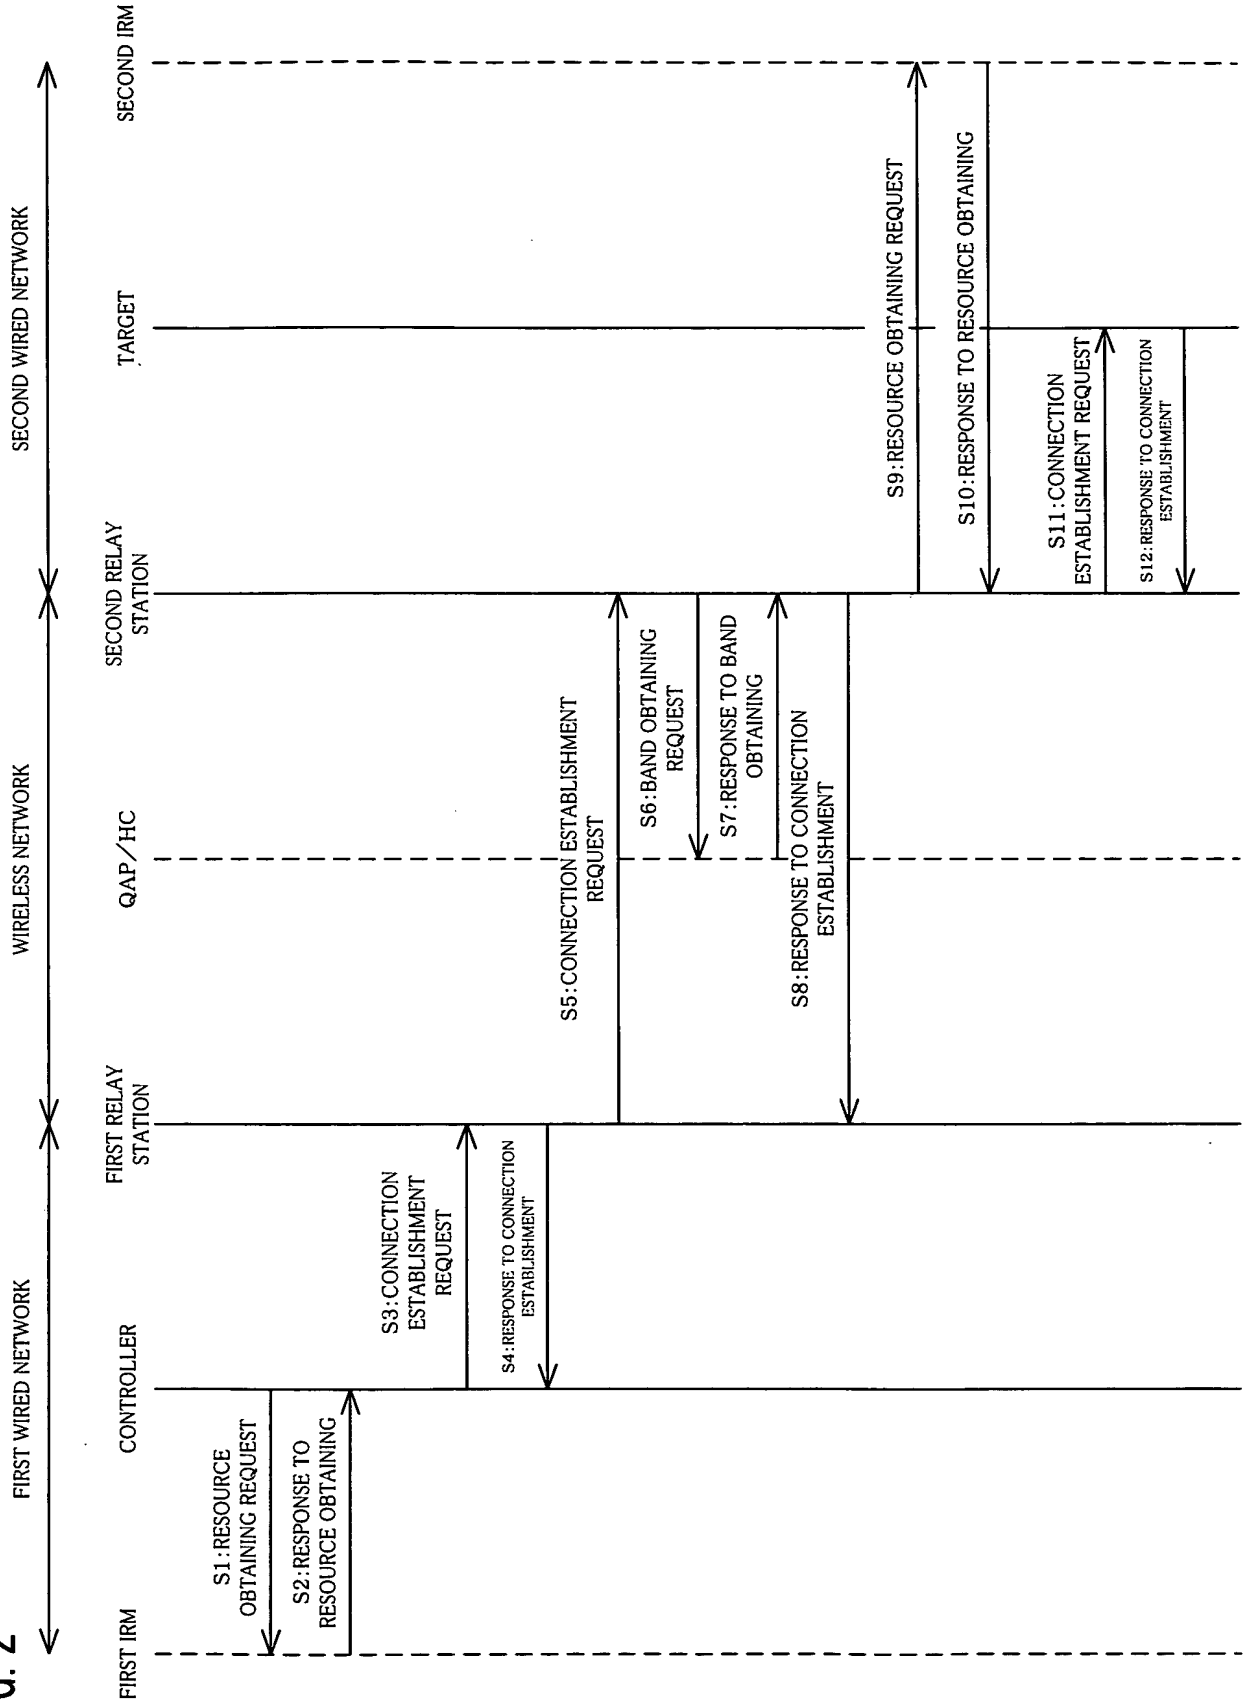 G. 2
FIRST WIRED NETWORK
WIRELESS NETWORK
SECOND WIRED NETWORK
FIRST IRM
CONTROLLER
FIRST RELAY
STATION
QAP/HC
SECOND RELAY
STATION
TARGET
SECOND IRM
S1:RESOURCE
OBTAINING REQUEST
S2:RESPONSE TO
RESOURCE OBTAINING
S3:CONNECTION
ESTABLISHMENT
REQUEST
S4:RESPONSE TO CONNECTION
ESTABLISHMENT
S5:CONNECTION ESTABLISHMENT
REQUEST
S6:BAND OBTAINING
REQUEST
S7:RESPONSE TO BAND
OBTAINING
S8:RESPONSE TO CONNECTION
ESTABLISHMENT
S9:RESOURCE OBTAINING REQUEST
S10:RESPONSE TO RESOURCE OBTAINING
S11:CONNECTION
ESTABLISHMENT REQUEST
S12:RESPONSE TO CONNECTION
ESTABLISHMENT